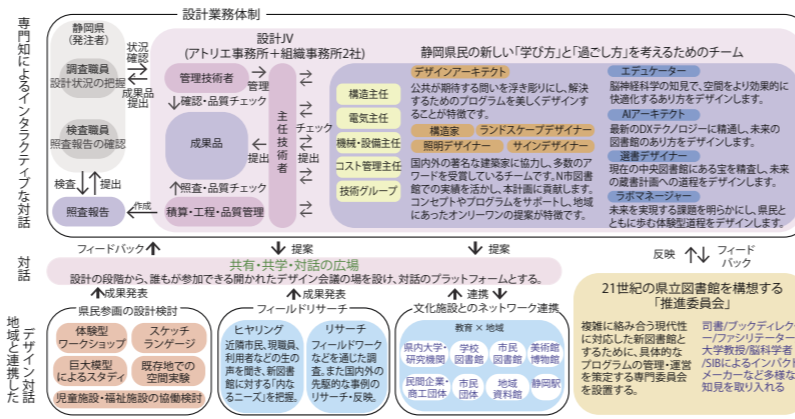 設計業務体制
専門知によるインタラクティブな対話
静岡県
(発注者)
調査職員
設計状況の把握
検査職員
照査報告の確認
検査
提出
照査報告
状況
確認
成果品
提出
作成
設計JV
(アトリエ事務所+組織事務所2社)
管理技術者
管理
確認・品質チェック
成果品
提出
照査・品質チェック
積算・工程・品質管理
主任技術者
チェック
提出
静岡県民の新しい「学び方」と「過ごし方」を考えるためのチーム
構造主任
電気主任
機械・設備主任
コスト管理主任
技術グループ
デザインアーキテクト
公共が期待する問いを浮き彫りにし、解決
するためのプログラムを美しくデザインす
ることが特徴です。
構造家
ランドスケープデザイナー
照明デザイナー
サインデザイナー
国内外の著名な建築家に協力し、多数のア
ワードを受賞しているチームです。N市図書
館での実績を活かし、本計画に貢献します。
コンセプトやプログラムをサポートし、地域
にあったオンリーワンの提案が特徴です。
エデュケーター
脳神経科学の知見で、空間をより効果的に
快適化するあり方をデザインします。
AIアーキテクト
最新のDXテクノロジーに精通し、未来の
図書館のあり方をデザインします。
選書デザイナー
現在の中央図書館にある宝を精査し、未来の
蔵書計画への道程をデザインします。
ラボマネージャー
未来を実現する課題を明らかにし、県民と
ともに歩む体験型道程をデザインします。
フィードバック
提案
提案
反映
フィード
バック
対話
共有・共学・対話の広場
設計の段階から、誰もが参加できる開かれたデザイン会議の場を設け、対話のプラットフォームとする。
成果発表
成果発表
連携
地域と連携した
デザイン対話
県民参画の設計検討
体験型
ワークショップ
スケッチ
ランゲージ
巨大模型
によるスタディ
既存地での
空間実験
児童施設・福祉施設の協働検討
フィールドリサーチ
ヒヤリング
近隣市民、現職員、
利用者などの生の
声を聞き、新図書
館に対する「内な
るニーズ」を把握。
リサーチ
フィールドワーク
などを通じた調
査。また国内外の
先駆的な事例の
リサーチ・反映。
文化施設とのネットワーク連携
教育 × 地域
県内大学・
研究機関
学校
図書館
市民
図書館
美術館
博物館
民間企業・
商工団体
市民
団体
地域
資料館
静岡駅
21世紀の県立図書館を構想する
「推進委員会」
複雑に絡み合う現代性
に対応した新図書館と
するために、具体的な
プログラムの管理・運営
を策定する専門委員会
を設置する。
司書/ブックディレクタ
ー/ファシリテーター/
大学教授/脳科学者
/SIBによるインパクト
メーカーなど多様な
知見を取り入れる